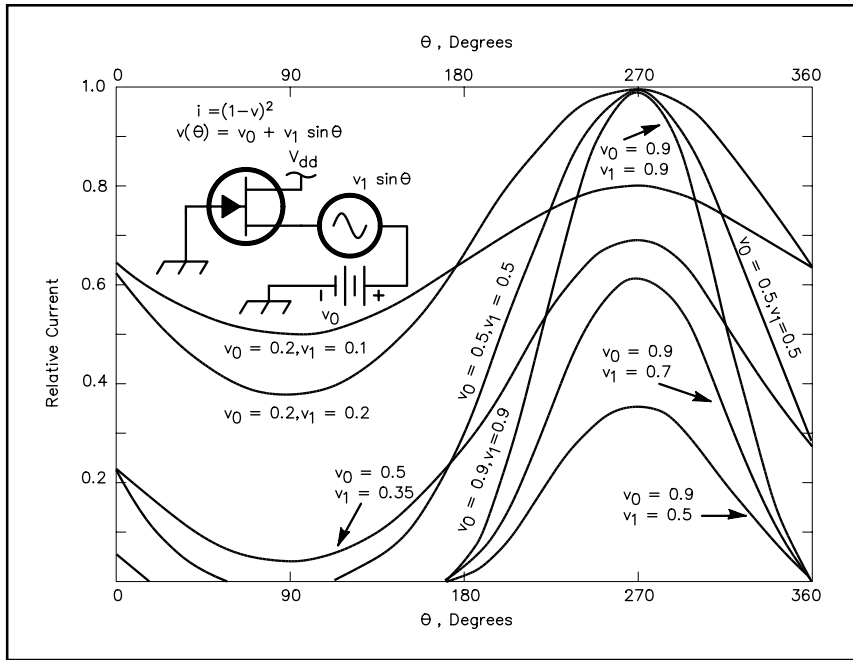 θ , Degrees
0 90 180 270 360
1.0
0.8
0.6
0.4
0.2
Relative Current
i = (1−v)²
v(θ) = v₀ + v₁ sin θ
V_dd
v₁ sin θ
v₀
− +
v₀ = 0.9
v₁ = 0.9
v₀ = 0.2,v₁ = 0.1
v₀ = 0.2,v₁ = 0.2
v₀ = 0.5,v₁ = 0.5
v₀ = 0.5,v₁=0.5
v₀ = 0.9
v₁ = 0.7
v₀ = 0.9,v₁=0.9
v₀ = 0.5
v₁ = 0.35
v₀ = 0.9
v₁ = 0.5
0 90 180 270 360
θ , Degrees